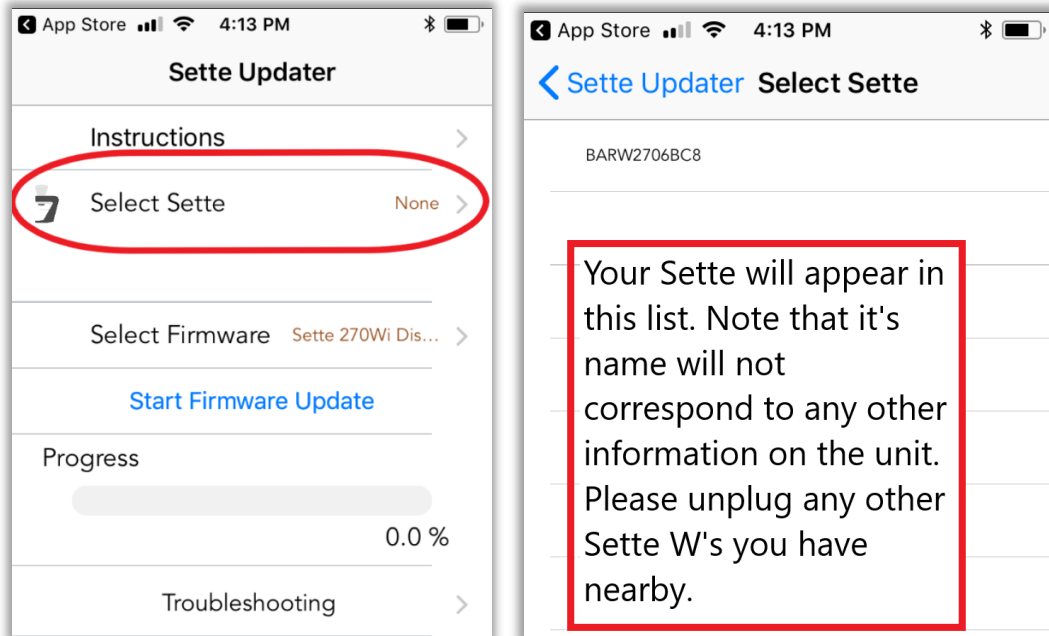 App Store 4:13 PM
Sette Updater
Instructions
Select Sette None
Select Firmware Sette 270Wi Dis...
Start Firmware Update
Progress
0.0 %
Troubleshooting
App Store 4:13 PM
Sette Updater Select Sette
BARW2706BC8
Your Sette will appear in
this list. Note that it's
name will not
correspond to any other
information on the unit.
Please unplug any other
Sette W's you have
nearby.